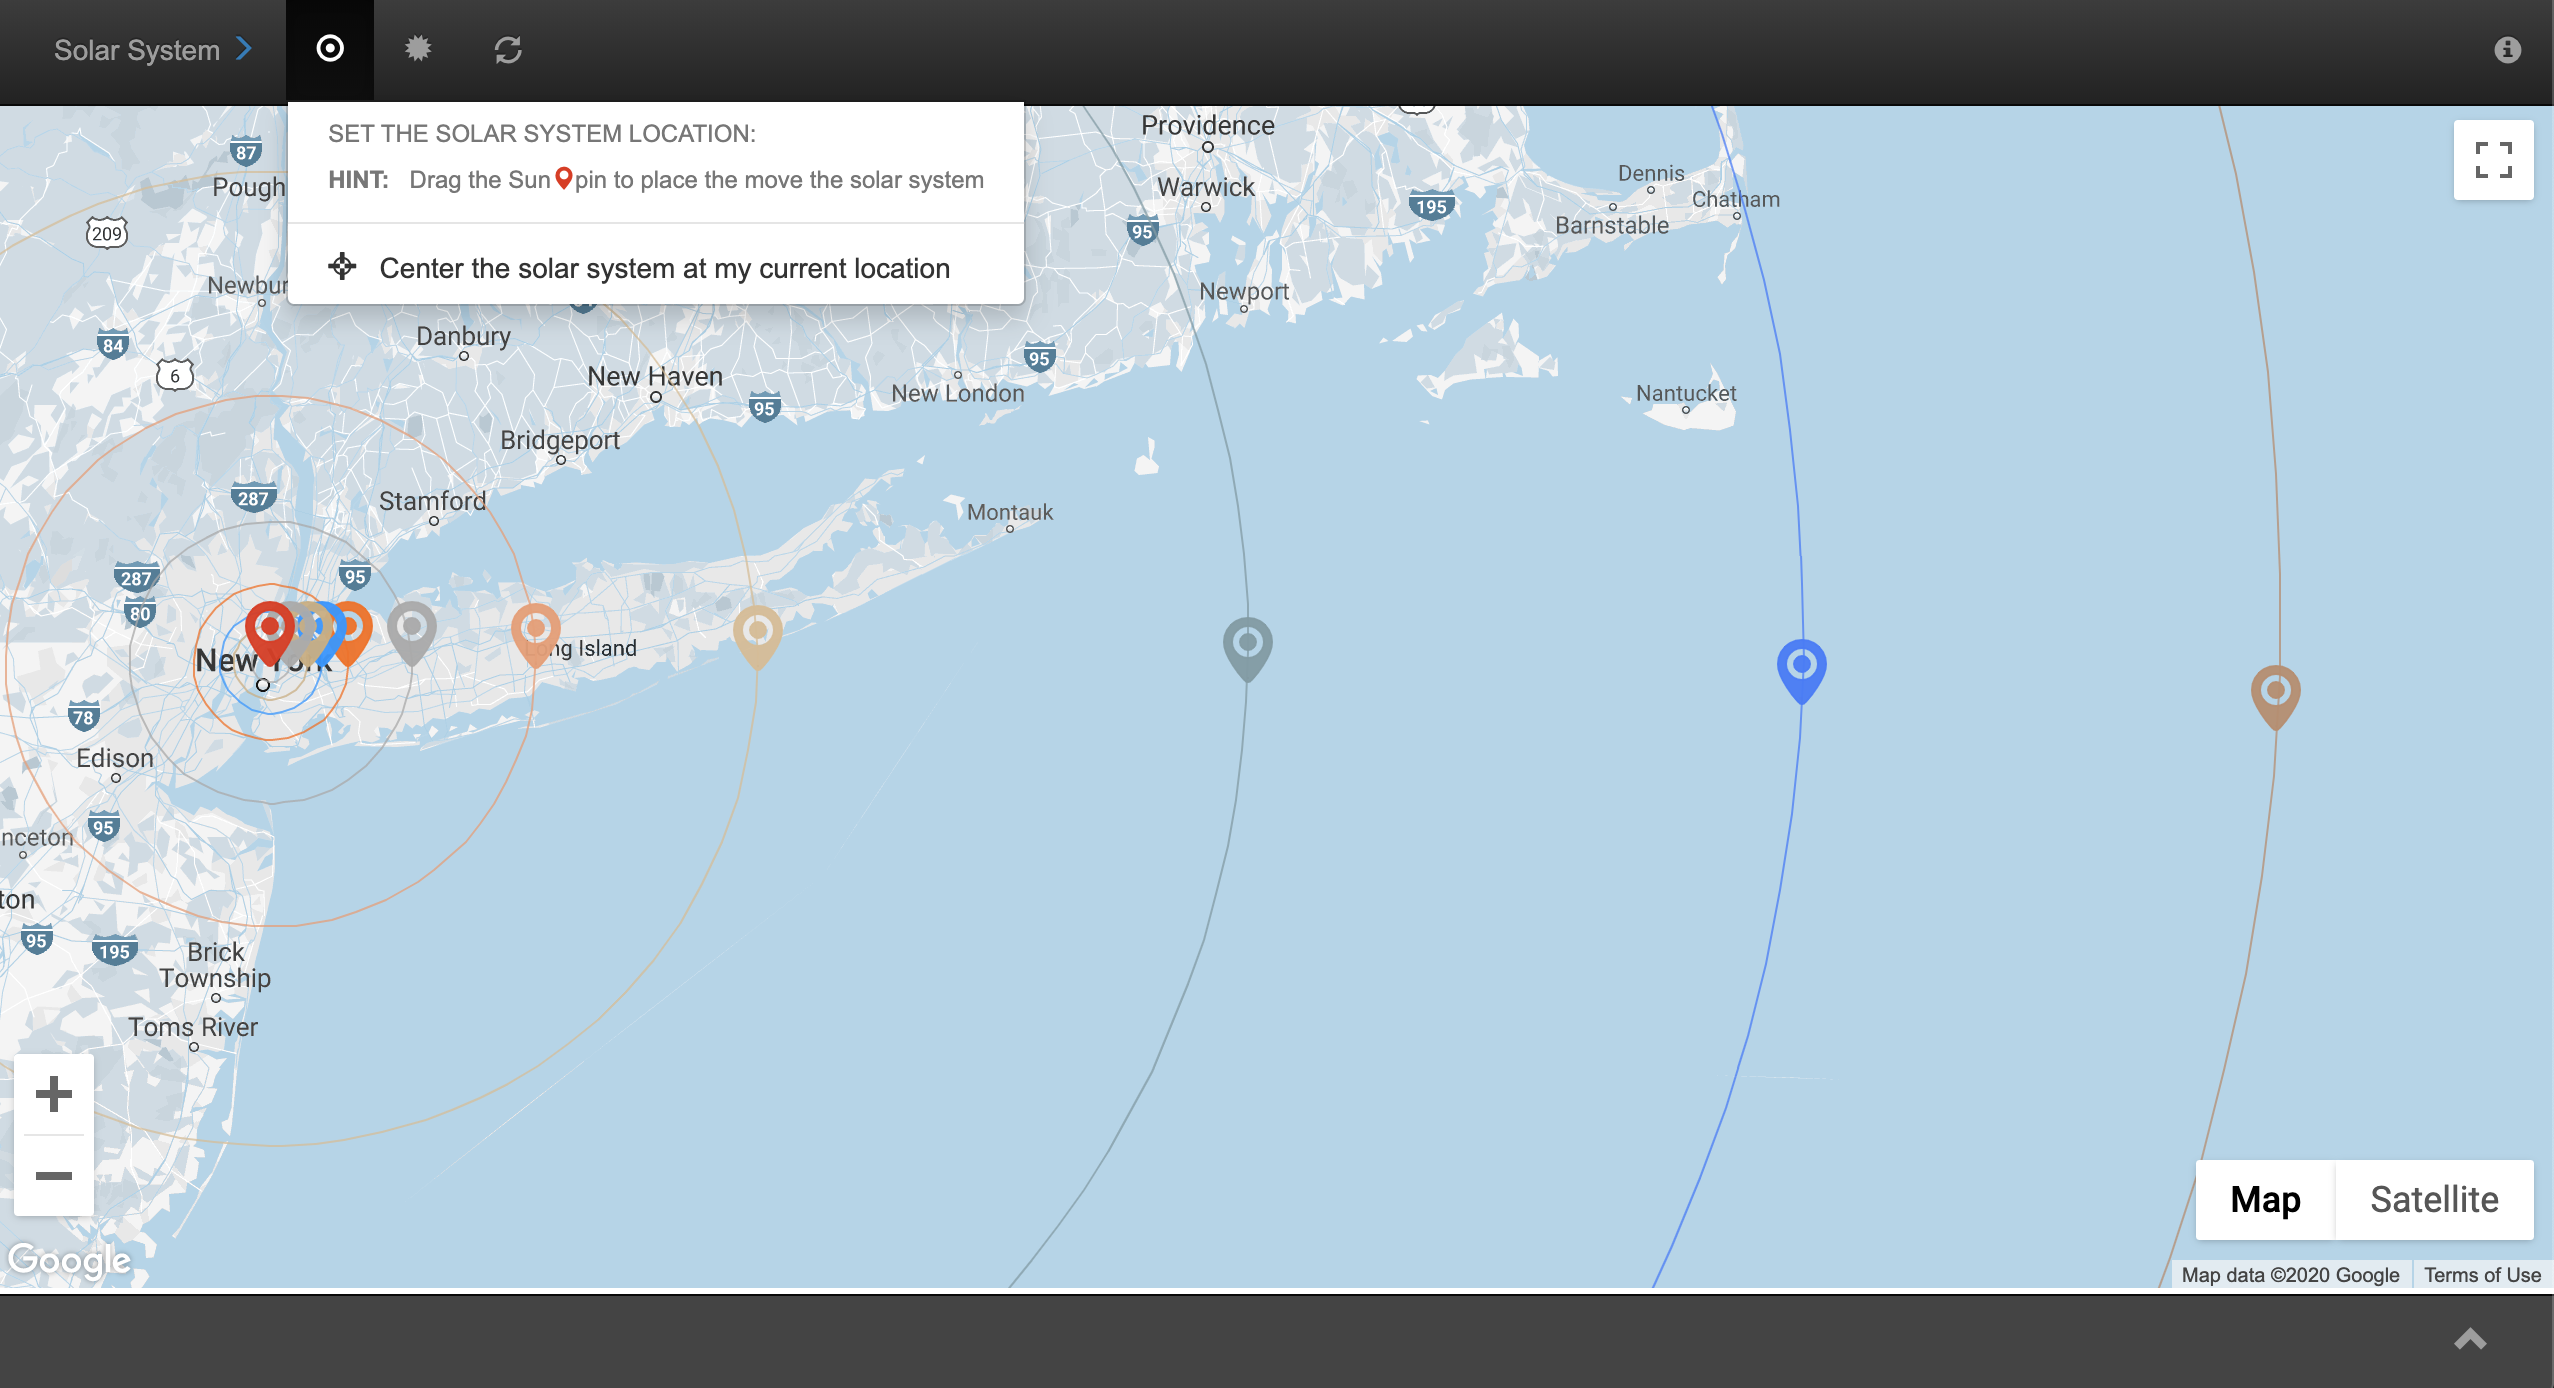 Solar System
SET THE SOLAR SYSTEM LOCATION:
HINT: Drag the Sun pin to place the move the solar system
Center the solar system at my current location
Providence
87
Dennis
Pough
Warwick
Chatham
195
209
95
Barnstable
Newbur
Newport
Danbury
84
95
6
New Haven
New London
Nantucket
95
Bridgeport
287
Stamford
Montauk
287
95
80
Long Island
New York
78
Edison
95
nceton
ton
95
195
Brick
Township
Toms River
Map
Satellite
Google
Map data ©2020 Google
Terms of Use